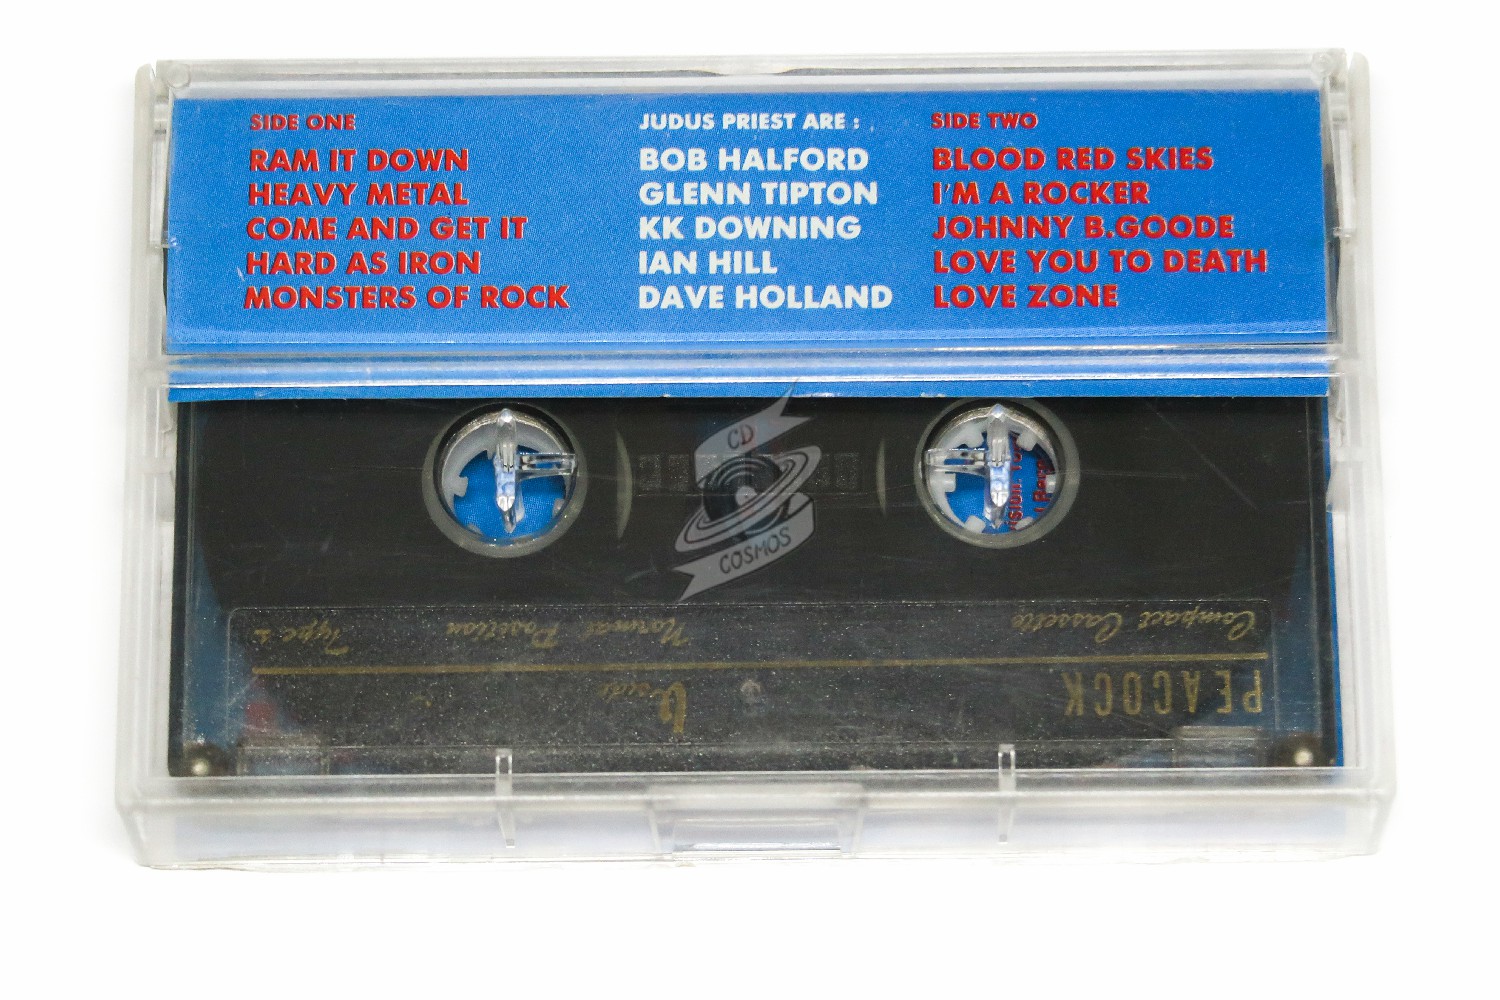 SIDE ONE
RAM IT DOWN
HEAVY METAL
COME AND GET IT
HARD AS IRON
MONSTERS OF ROCK
JUDUS PRIEST ARE :
BOB HALFORD
GLENN TIPTON
KK DOWNING
IAN HILL
DAVE HOLLAND
SIDE TWO
BLOOD RED SKIES
I'M A ROCKER
JOHNNY B.GOODE
LOVE YOU TO DEATH
LOVE ZONE
CD
COSMOS
PEACOCK
Compact Cassette
Normal Position
Type I